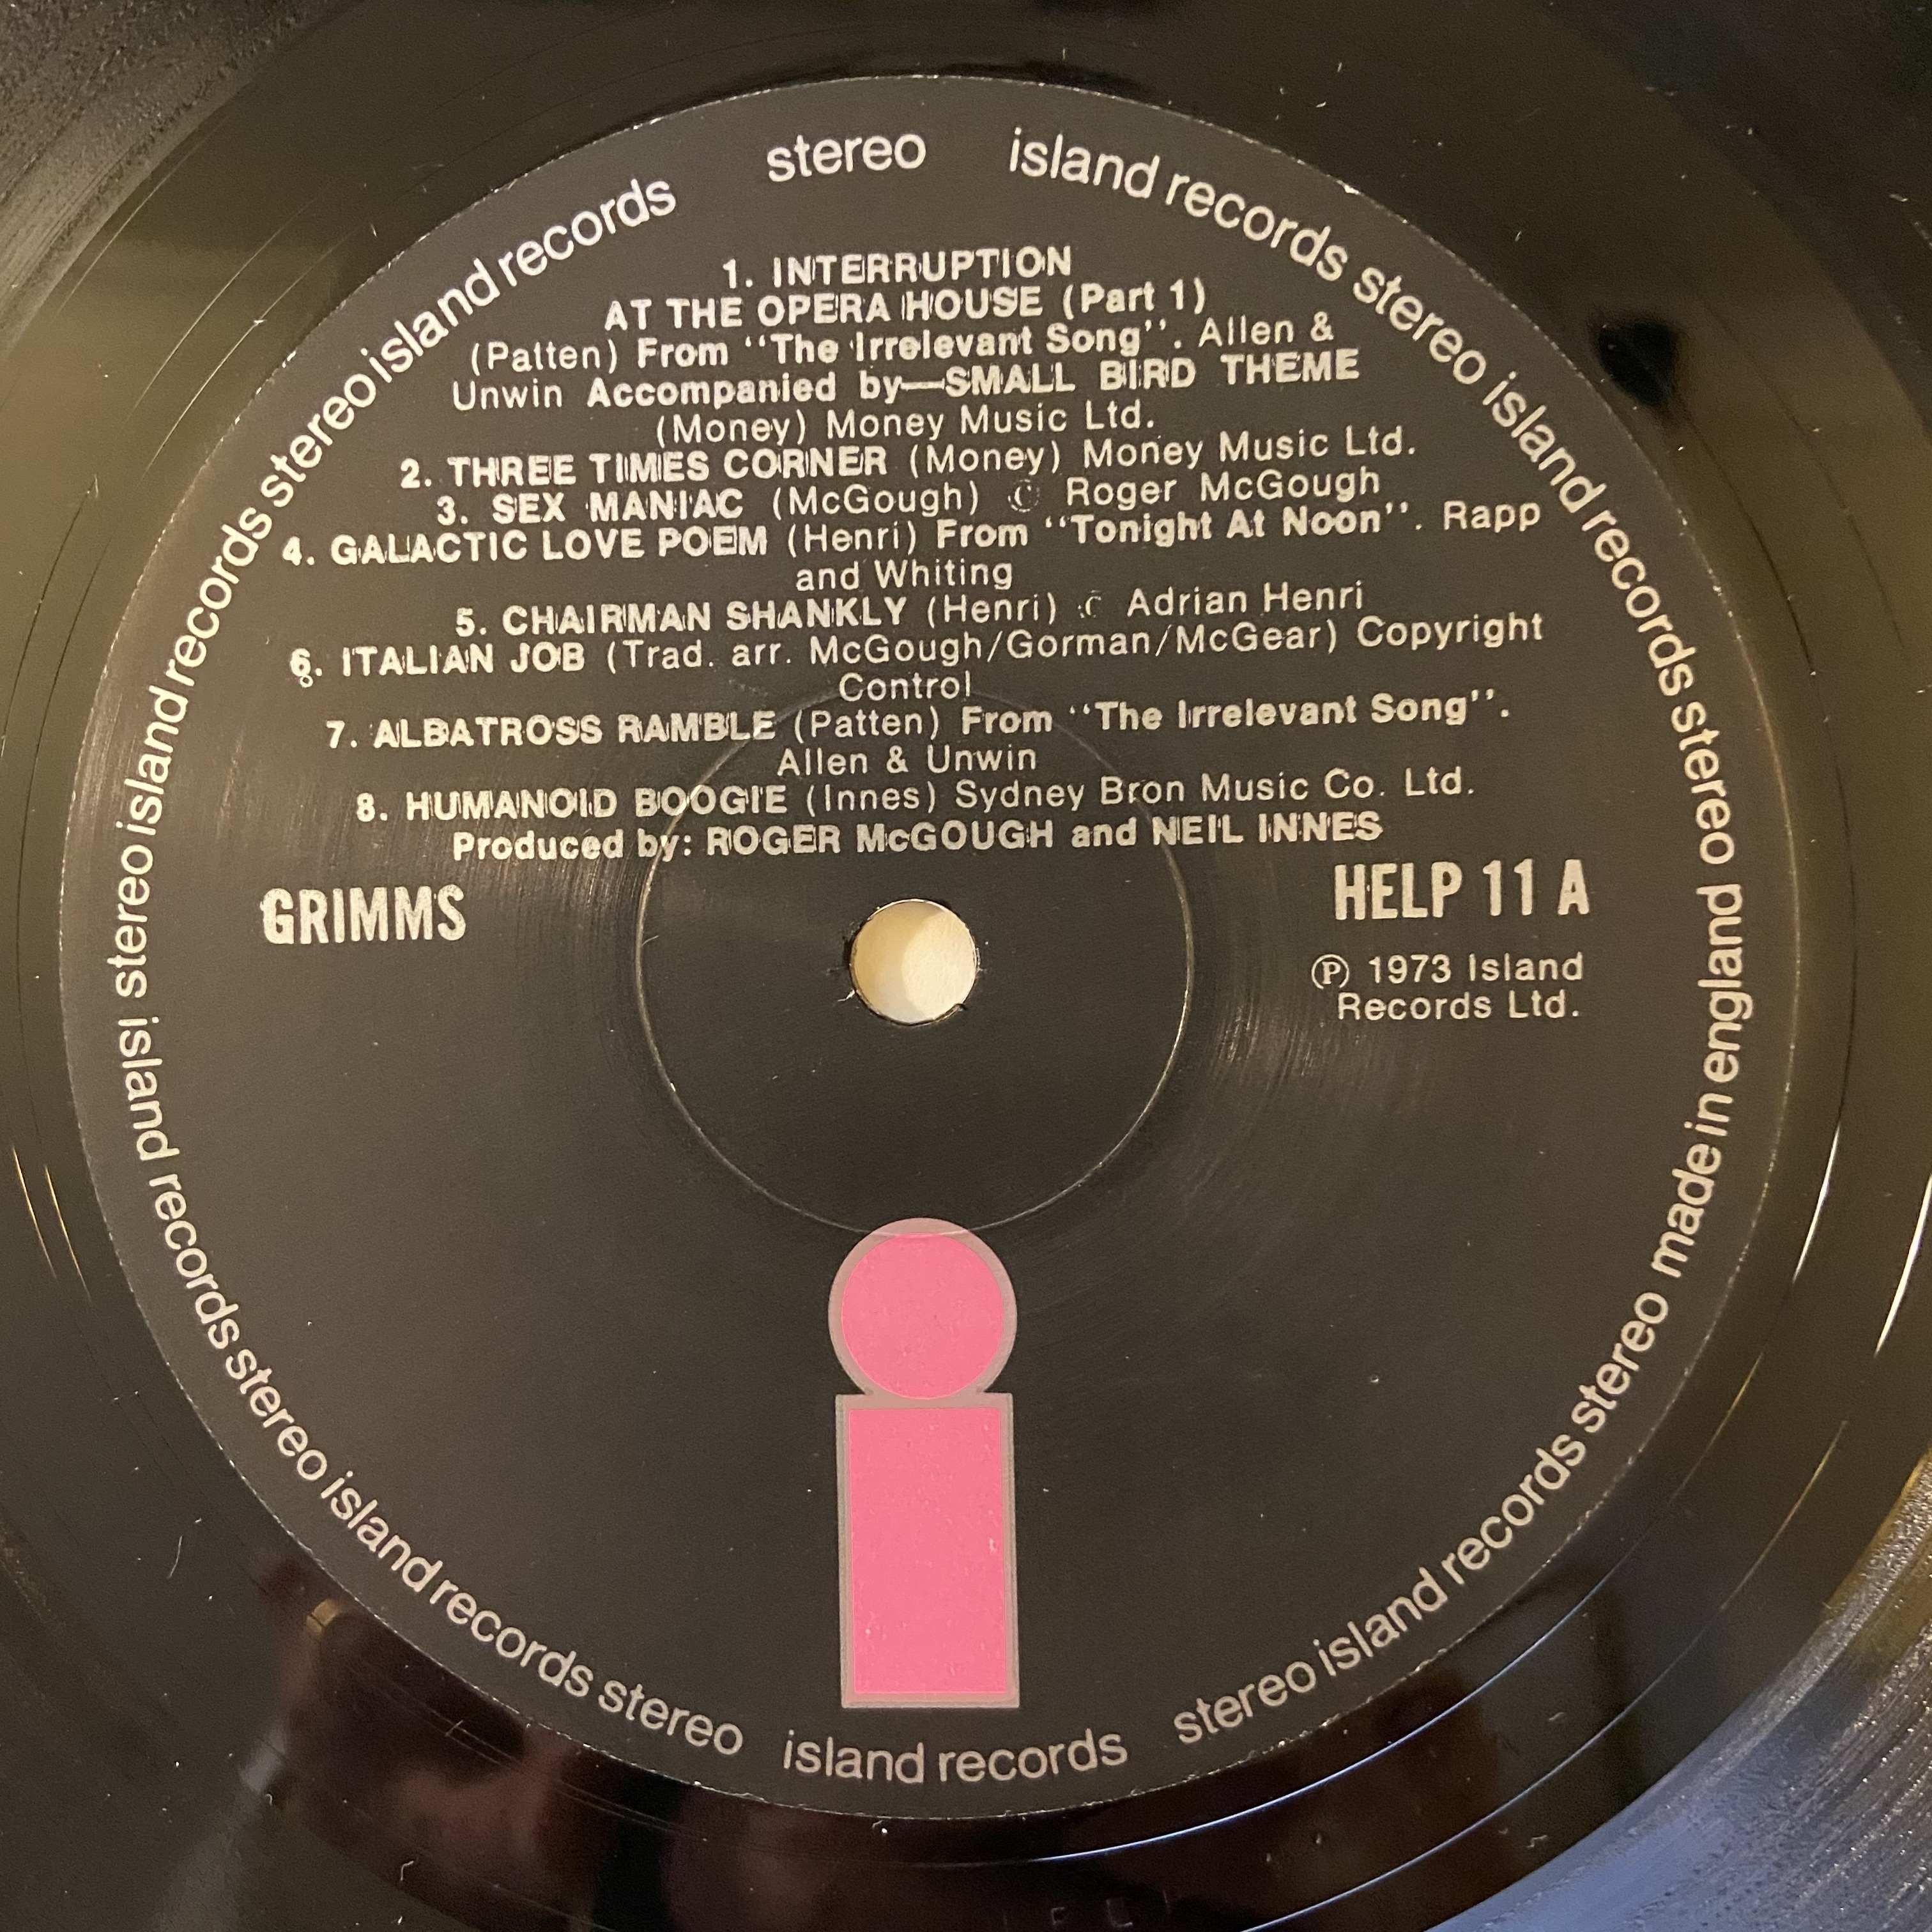 stereo island records stereo island records stereo made in england
1. INTERRUPTION
AT THE OPERA HOUSE (Part 1)
(Patten) From “The Irrelevant Song”. Allen &
Unwin Accompanied by—SMALL BIRD THEME
(Money) Money Music Ltd.
2. THREE TIMES CORNER (Money) Money Music Ltd.
3. SEX MANIAC (McGough) © Roger McGough
4. GALACTIC LOVE POEM (Henri) From “Tonight At Noon”. Rapp
and Whiting
5. CHAIRMAN SHANKLY (Henri) © Adrian Henri
6. ITALIAN JOB (Trad. arr. McGough/Gorman/McGear) Copyright
Control
7. ALBATROSS RAMBLE (Patten) From “The Irrelevant Song”.
Allen & Unwin
8. HUMANOID BOOGIE (Innes) Sydney Bron Music Co. Ltd.
Produced by: ROGER McGOUGH and NEIL INNES
GRIMMS
HELP 11 A
℗ 1973 Island
Records Ltd.
i
island records stereo island records stereo island records stereo island records
stereo island records stereo
island records stereo island records stereo